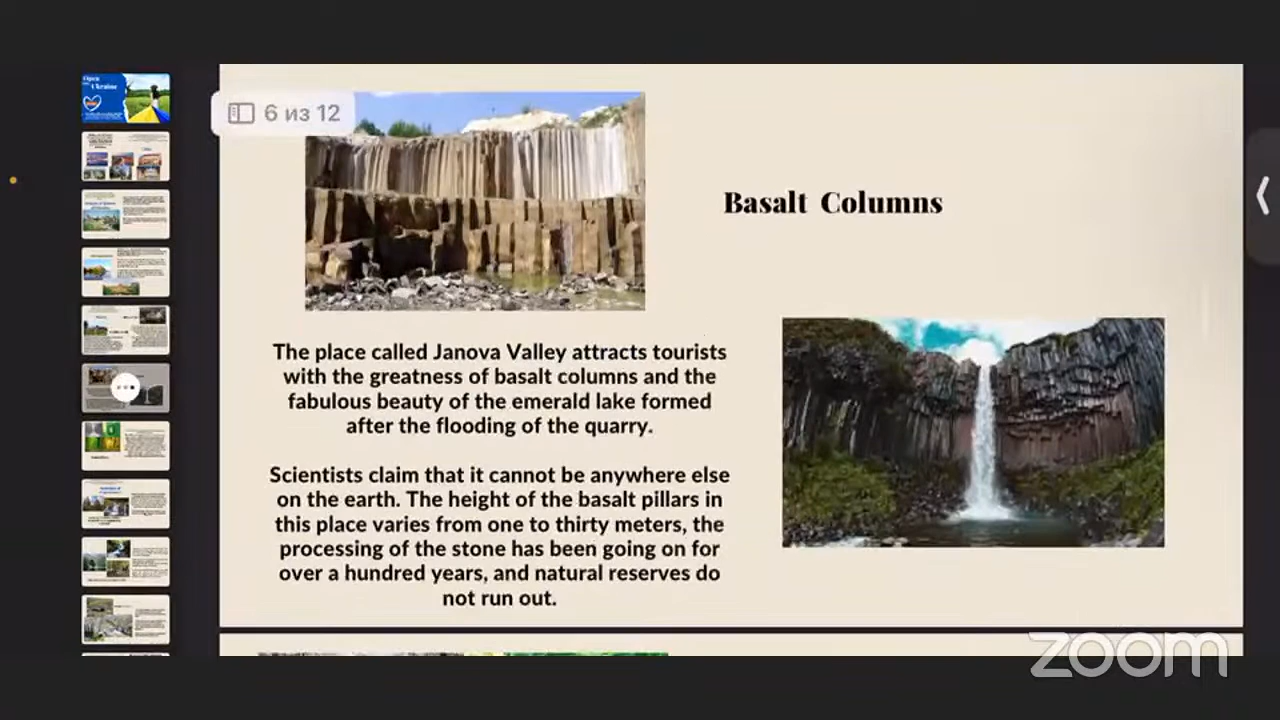 Open
Ukraine
6 из 12
Basalt Columns
The place called Janova Valley attracts tourists
with the greatness of basalt columns and the
fabulous beauty of the emerald lake formed
after the flooding of the quarry.
Scientists claim that it cannot be anywhere else
on the earth. The height of the basalt pillars in
this place varies from one to thirty meters, the
processing of the stone has been going on for
over a hundred years, and natural reserves do
not run out.
zoom